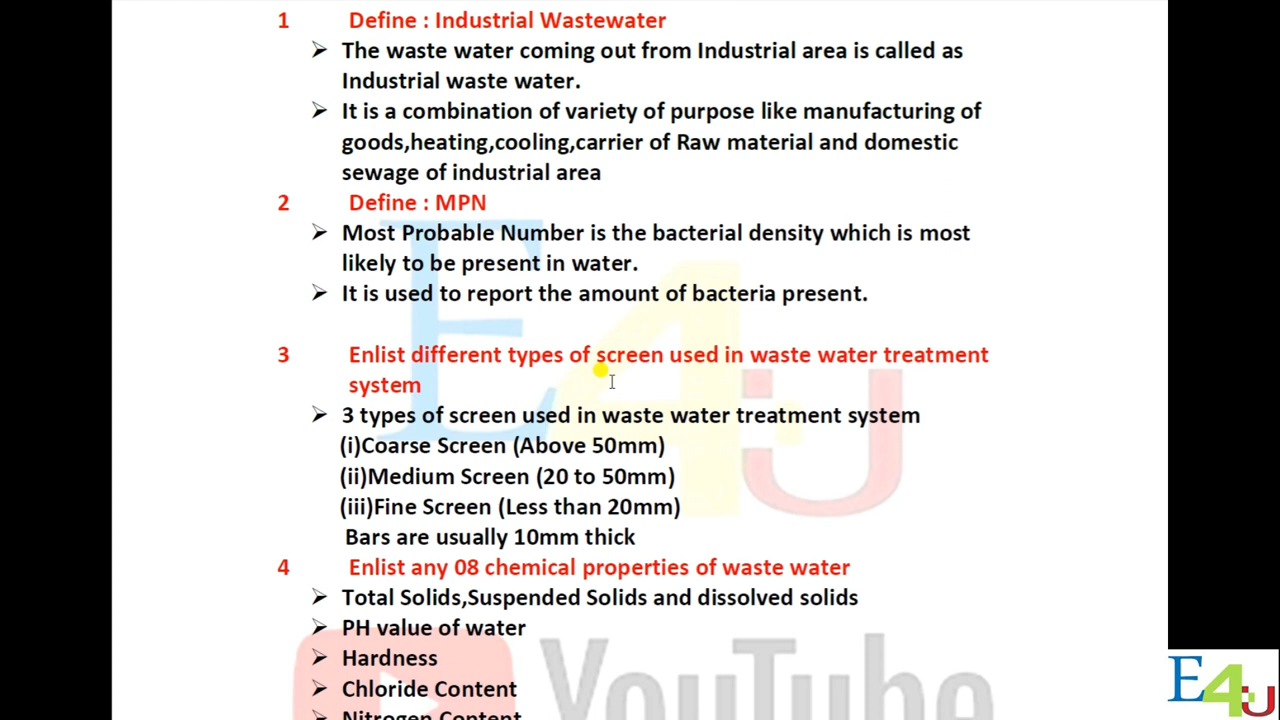 1 Define : Industrial Wastewater
➢ The waste water coming out from Industrial area is called as
Industrial waste water.
➢ It is a combination of variety of purpose like manufacturing of
goods,heating,cooling,carrier of Raw material and domestic
sewage of industrial area
2 Define : MPN
➢ Most Probable Number is the bacterial density which is most
likely to be present in water.
➢ It is used to report the amount of bacteria present.
3 Enlist different types of screen used in waste water treatment
system
➢ 3 types of screen used in waste water treatment system
(i)Coarse Screen (Above 50mm)
(ii)Medium Screen (20 to 50mm)
(iii)Fine Screen (Less than 20mm)
Bars are usually 10mm thick
4 Enlist any 08 chemical properties of waste water
➢ Total Solids,Suspended Solids and dissolved solids
➢ PH value of water
➢ Hardness
➢ Chloride Content
➢ Nitrogen Content
E4U
YouTube
E4U